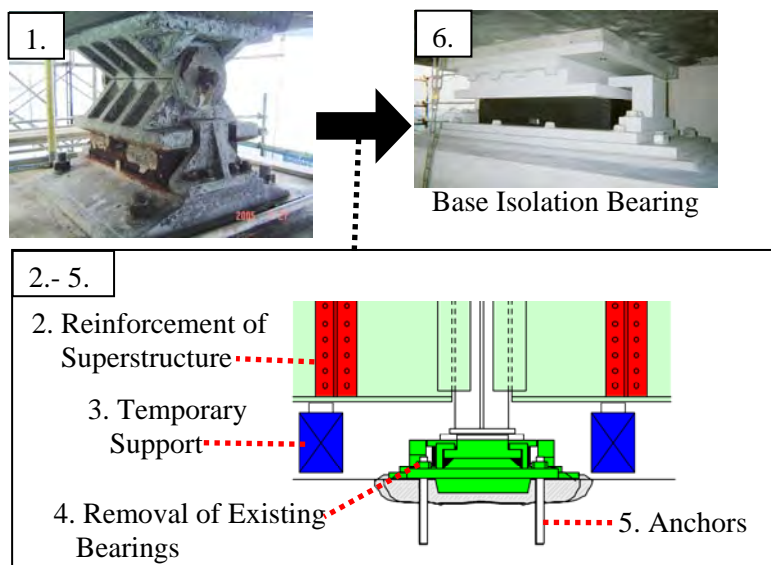 1.
6.
Base Isolation Bearing
2.- 5.
2. Reinforcement of
Superstructure
3. Temporary
Support
4. Removal of Existing
Bearings
5. Anchors